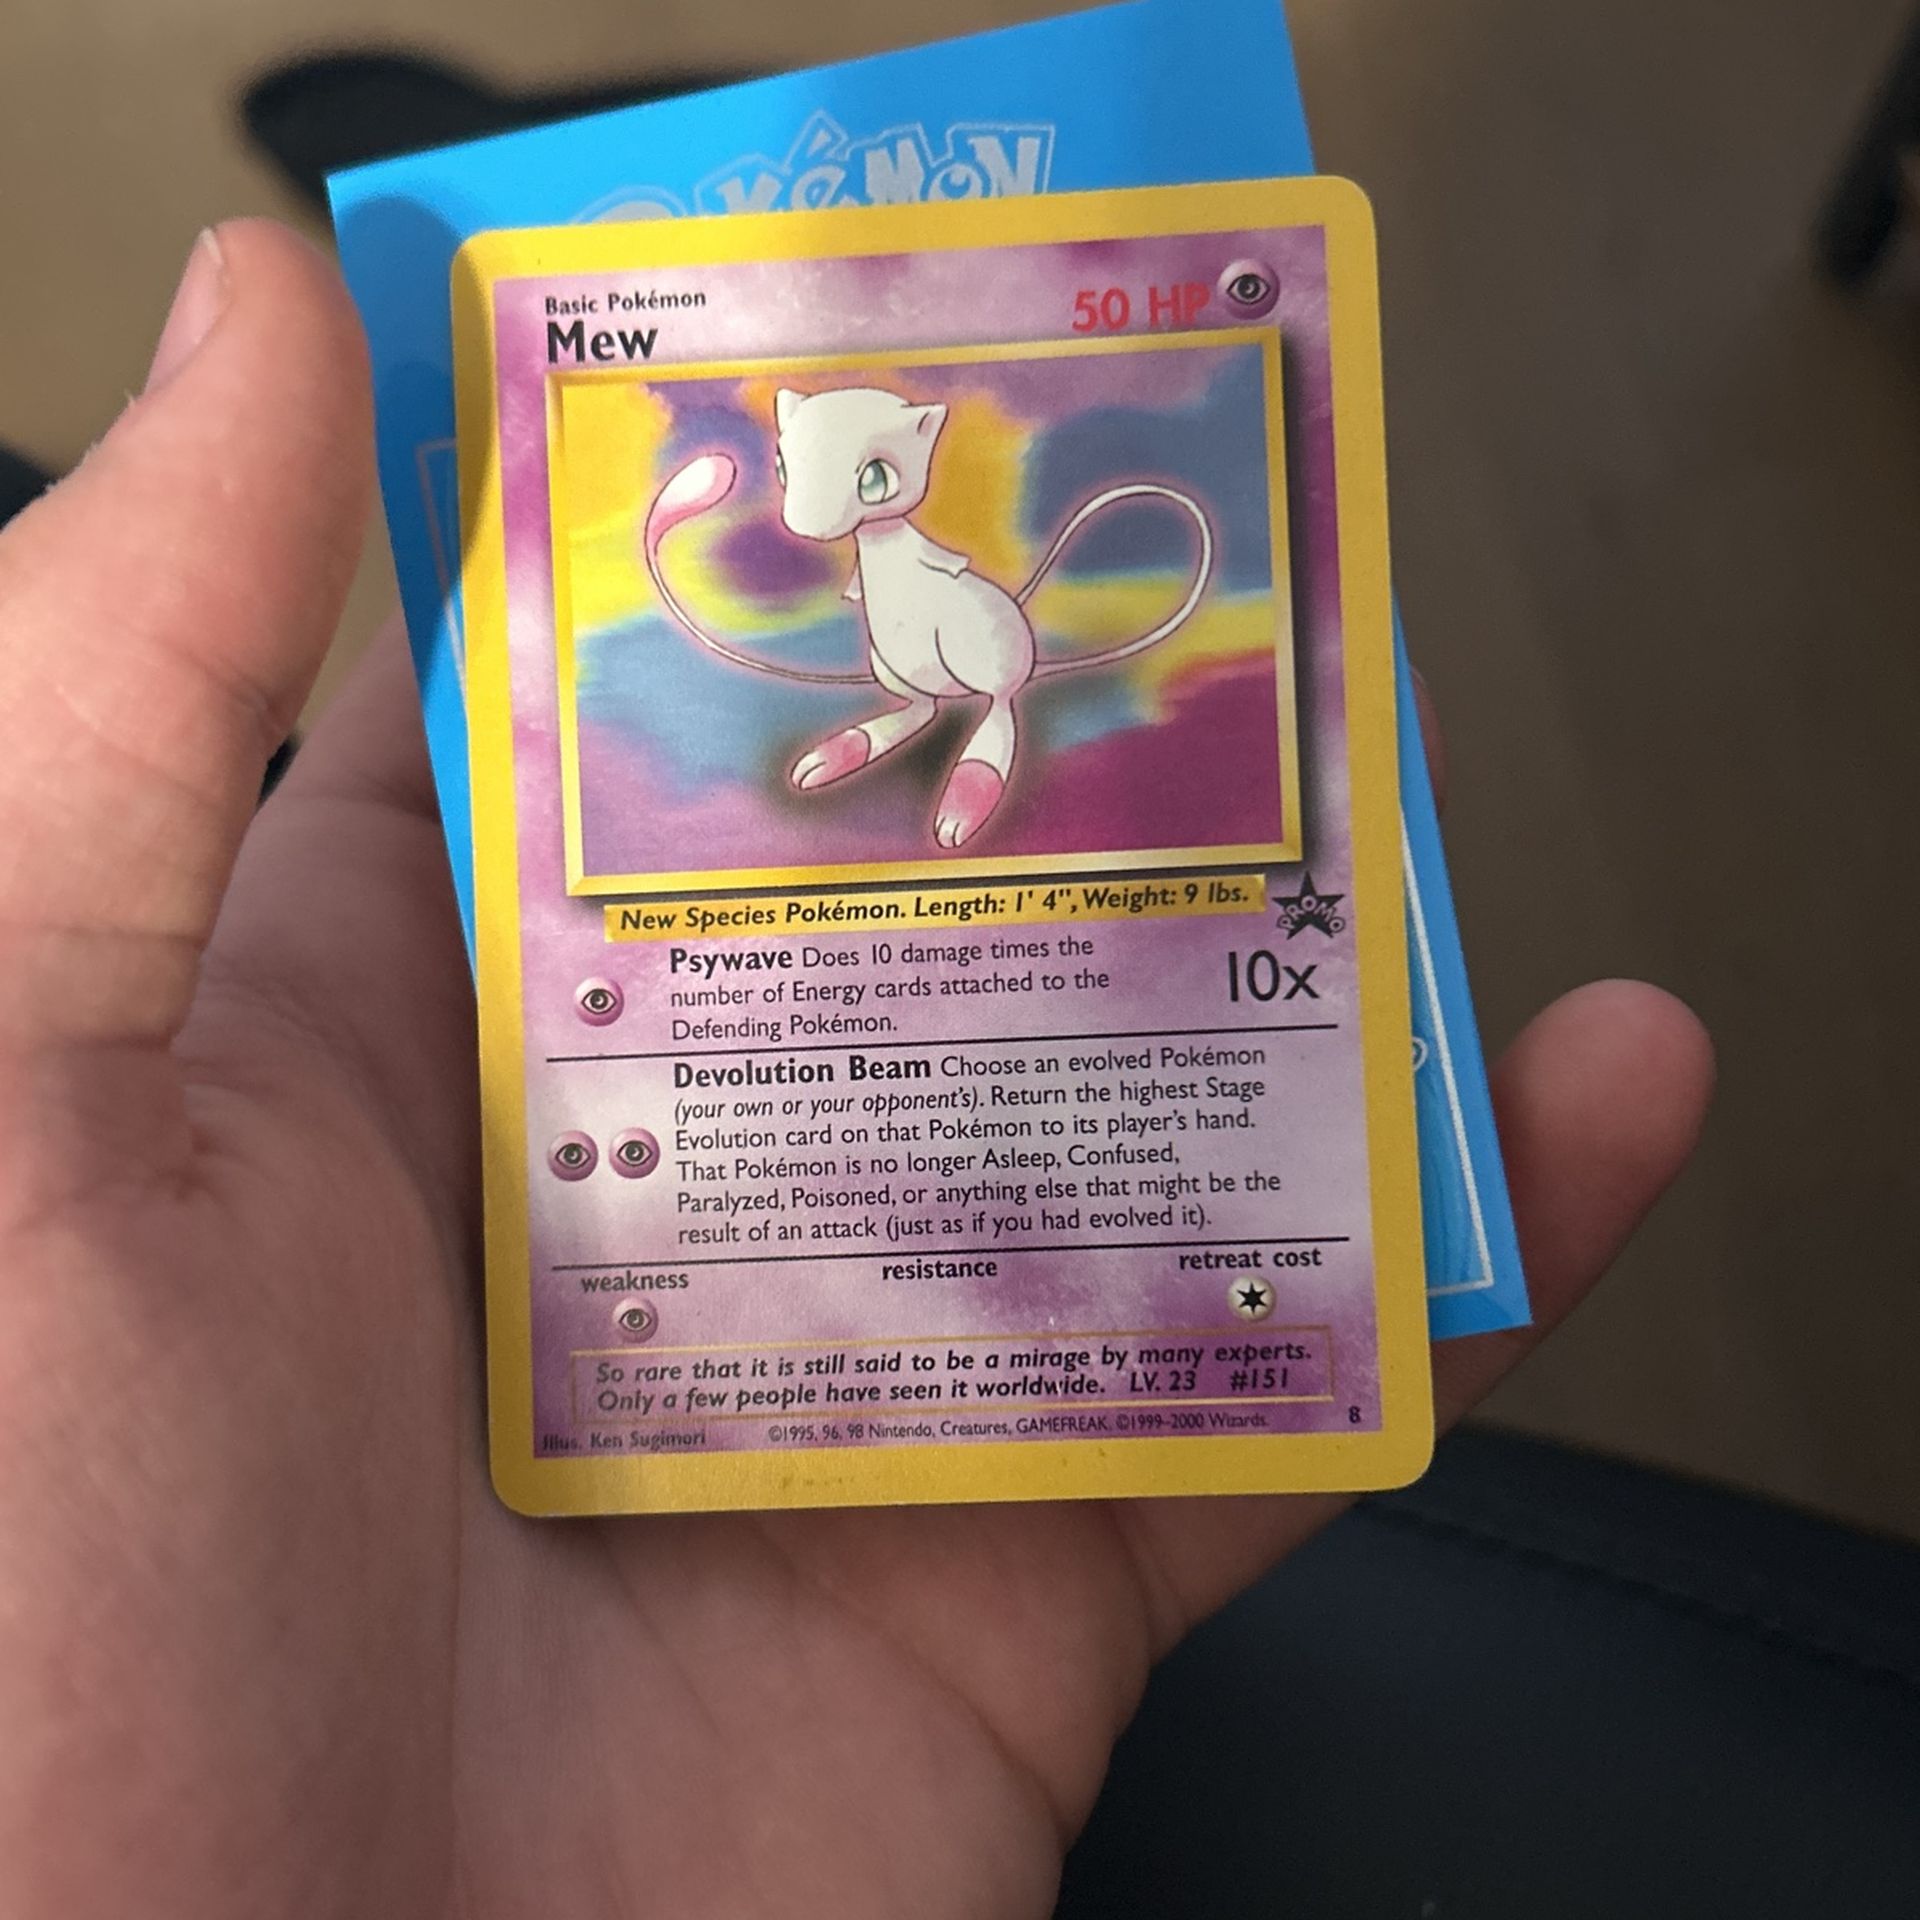 POKéMON
Basic Pokémon
Mew
50 HP
New Species Pokémon. Length: 1' 4", Weight: 9 lbs.
PROMO
Psywave Does 10 damage times the
number of Energy cards attached to the
Defending Pokémon.
10x
Devolution Beam Choose an evolved Pokémon
(your own or your opponent's). Return the highest Stage
Evolution card on that Pokémon to its player's hand.
That Pokémon is no longer Asleep, Confused,
Paralyzed, Poisoned, or anything else that might be the
result of an attack (just as if you had evolved it).
weakness
resistance
retreat cost
So rare that it is still said to be a mirage by many experts.
Only a few people have seen it worldwide. LV. 23 #151
Illus. Ken Sugimori
©1995, 96, 98 Nintendo, Creatures, GAMEFREAK. ©1999-2000 Wizards.
8